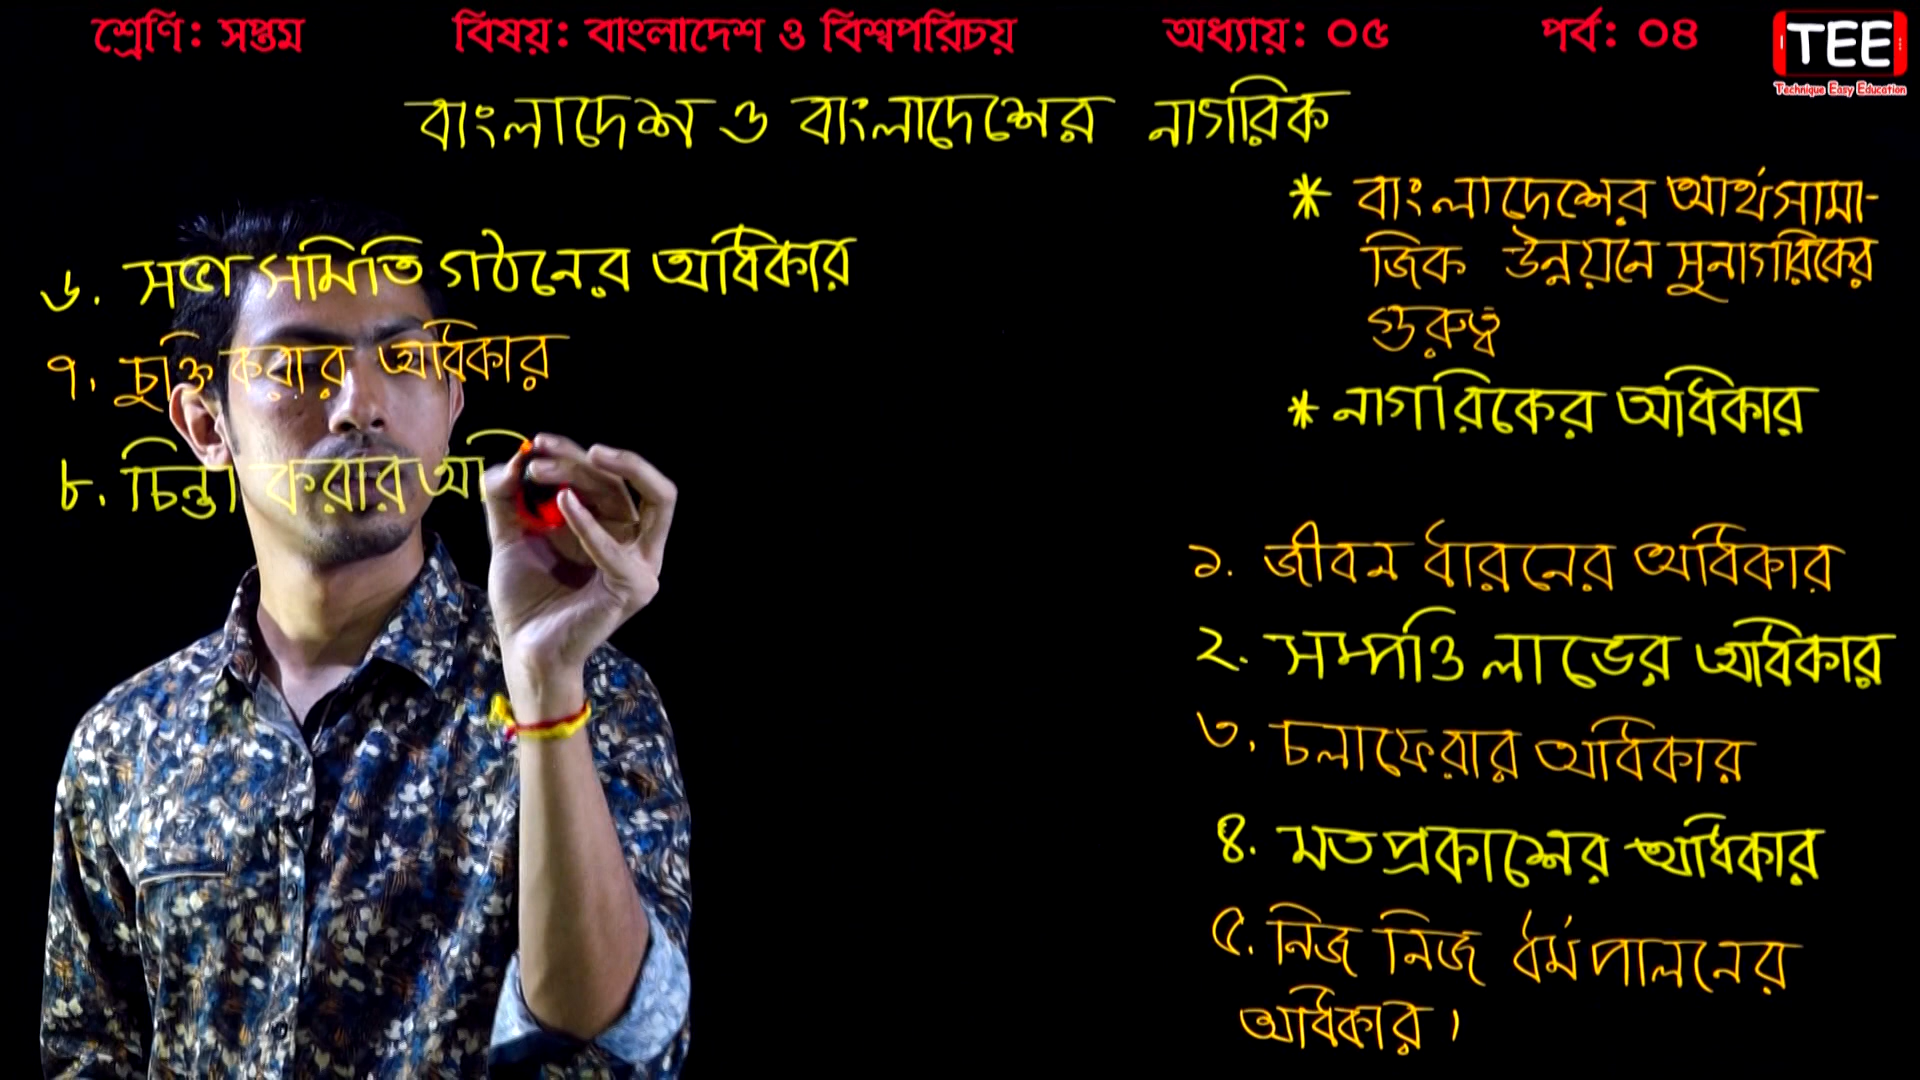 শ্রেণি: সপ্তম বিষয়: বাংলাদেশ ও বিশ্বপরিচয় অধ্যায়: ০৫ পর্ব: ০৪
TEE
Technique Easy Education
বাংলাদেশ ও বাংলাদেশের নাগরিক
৬. সভা সমিতি গঠনের অধিকার
৭. চুক্তি করার অধিকার
৮. চিন্তা করার অধি
* বাংলাদেশের আর্থসামা-
জিক উন্নয়নে সুনাগরিকের
গুরুত্ব
* নাগরিকের অধিকার
১. জীবন ধারনের অধিকার
২. সম্পত্তি লাভের অধিকার
৩. চলাফেরার অধিকার
৪. মতপ্রকাশের অধিকার
৫. নিজ নিজ ধর্ম পালনের
অধিকার।